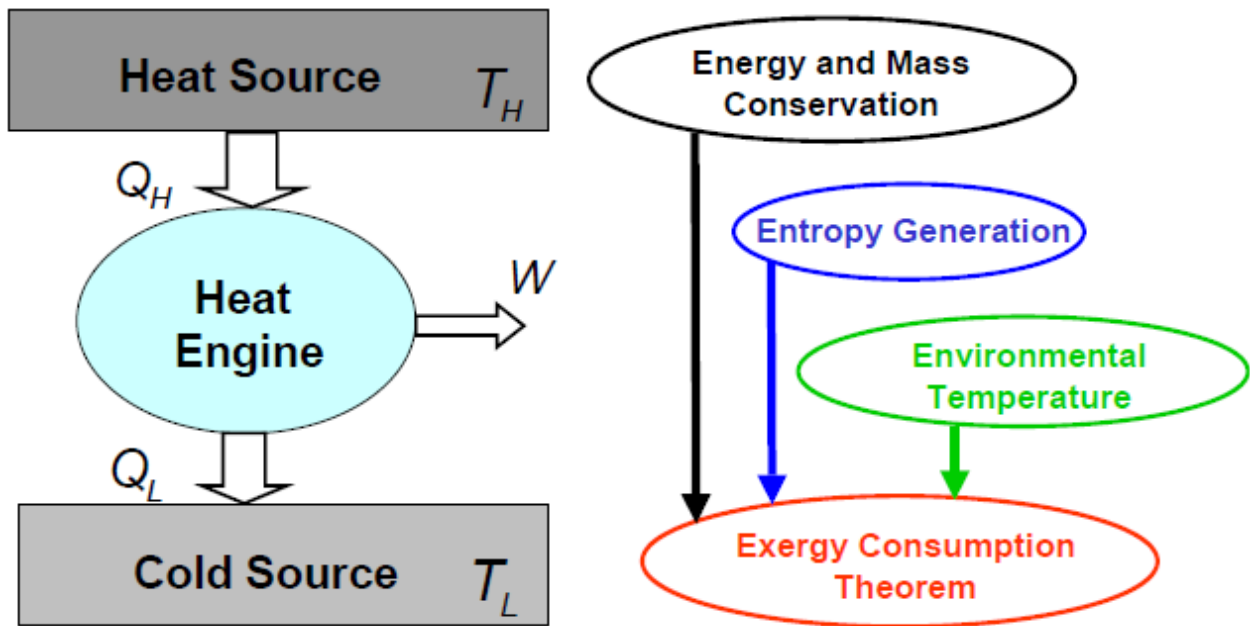 Heat Source
T_H
Q_H
Heat
Engine
W
Q_L
Cold Source
T_L
Energy and Mass
Conservation
Entropy Generation
Environmental
Temperature
Exergy Consumption
Theorem